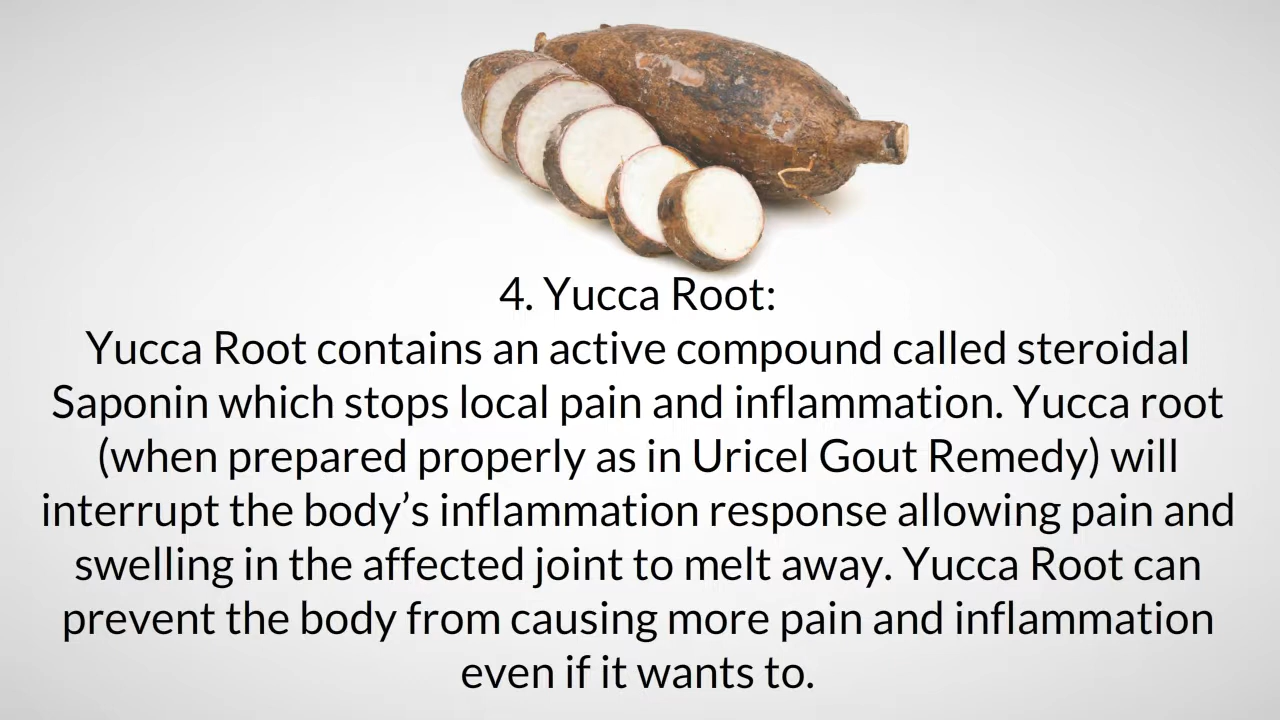 4. Yucca Root:
Yucca Root contains an active compound called steroidal
Saponin which stops local pain and inflammation. Yucca root
(when prepared properly as in Uricel Gout Remedy) will
interrupt the body’s inflammation response allowing pain and
swelling in the affected joint to melt away. Yucca Root can
prevent the body from causing more pain and inflammation
even if it wants to.